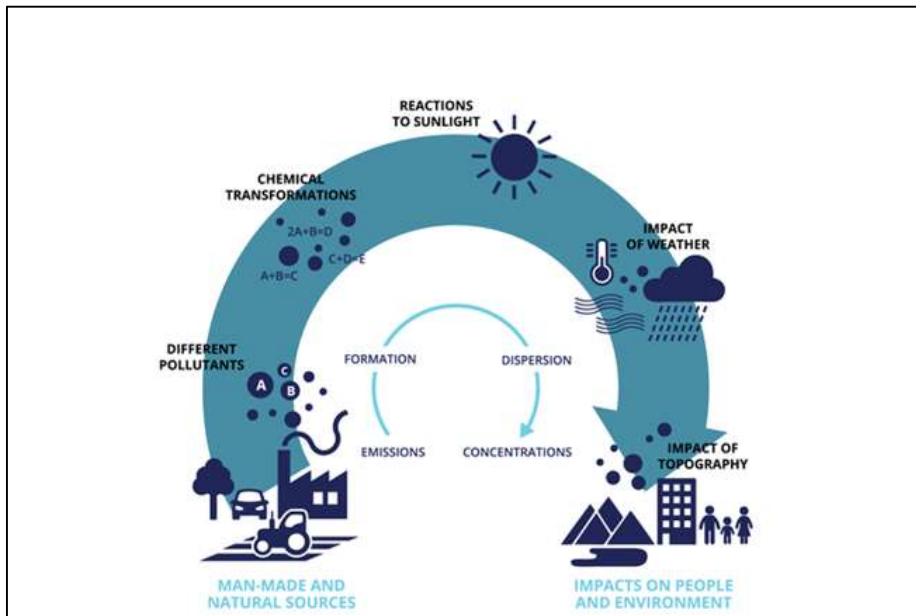 REACTIONS
TO SUNLIGHT
CHEMICAL
TRANSFORMATIONS
2A+B=D
C+D=E
A+B=C
IMPACT
OF WEATHER
DIFFERENT
POLLUTANTS
A
C
B
FORMATION
DISPERSION
EMISSIONS
CONCENTRATIONS
IMPACT OF
TOPOGRAPHY
MAN-MADE AND
NATURAL SOURCES
IMPACTS ON PEOPLE
AND ENVIRONMENT